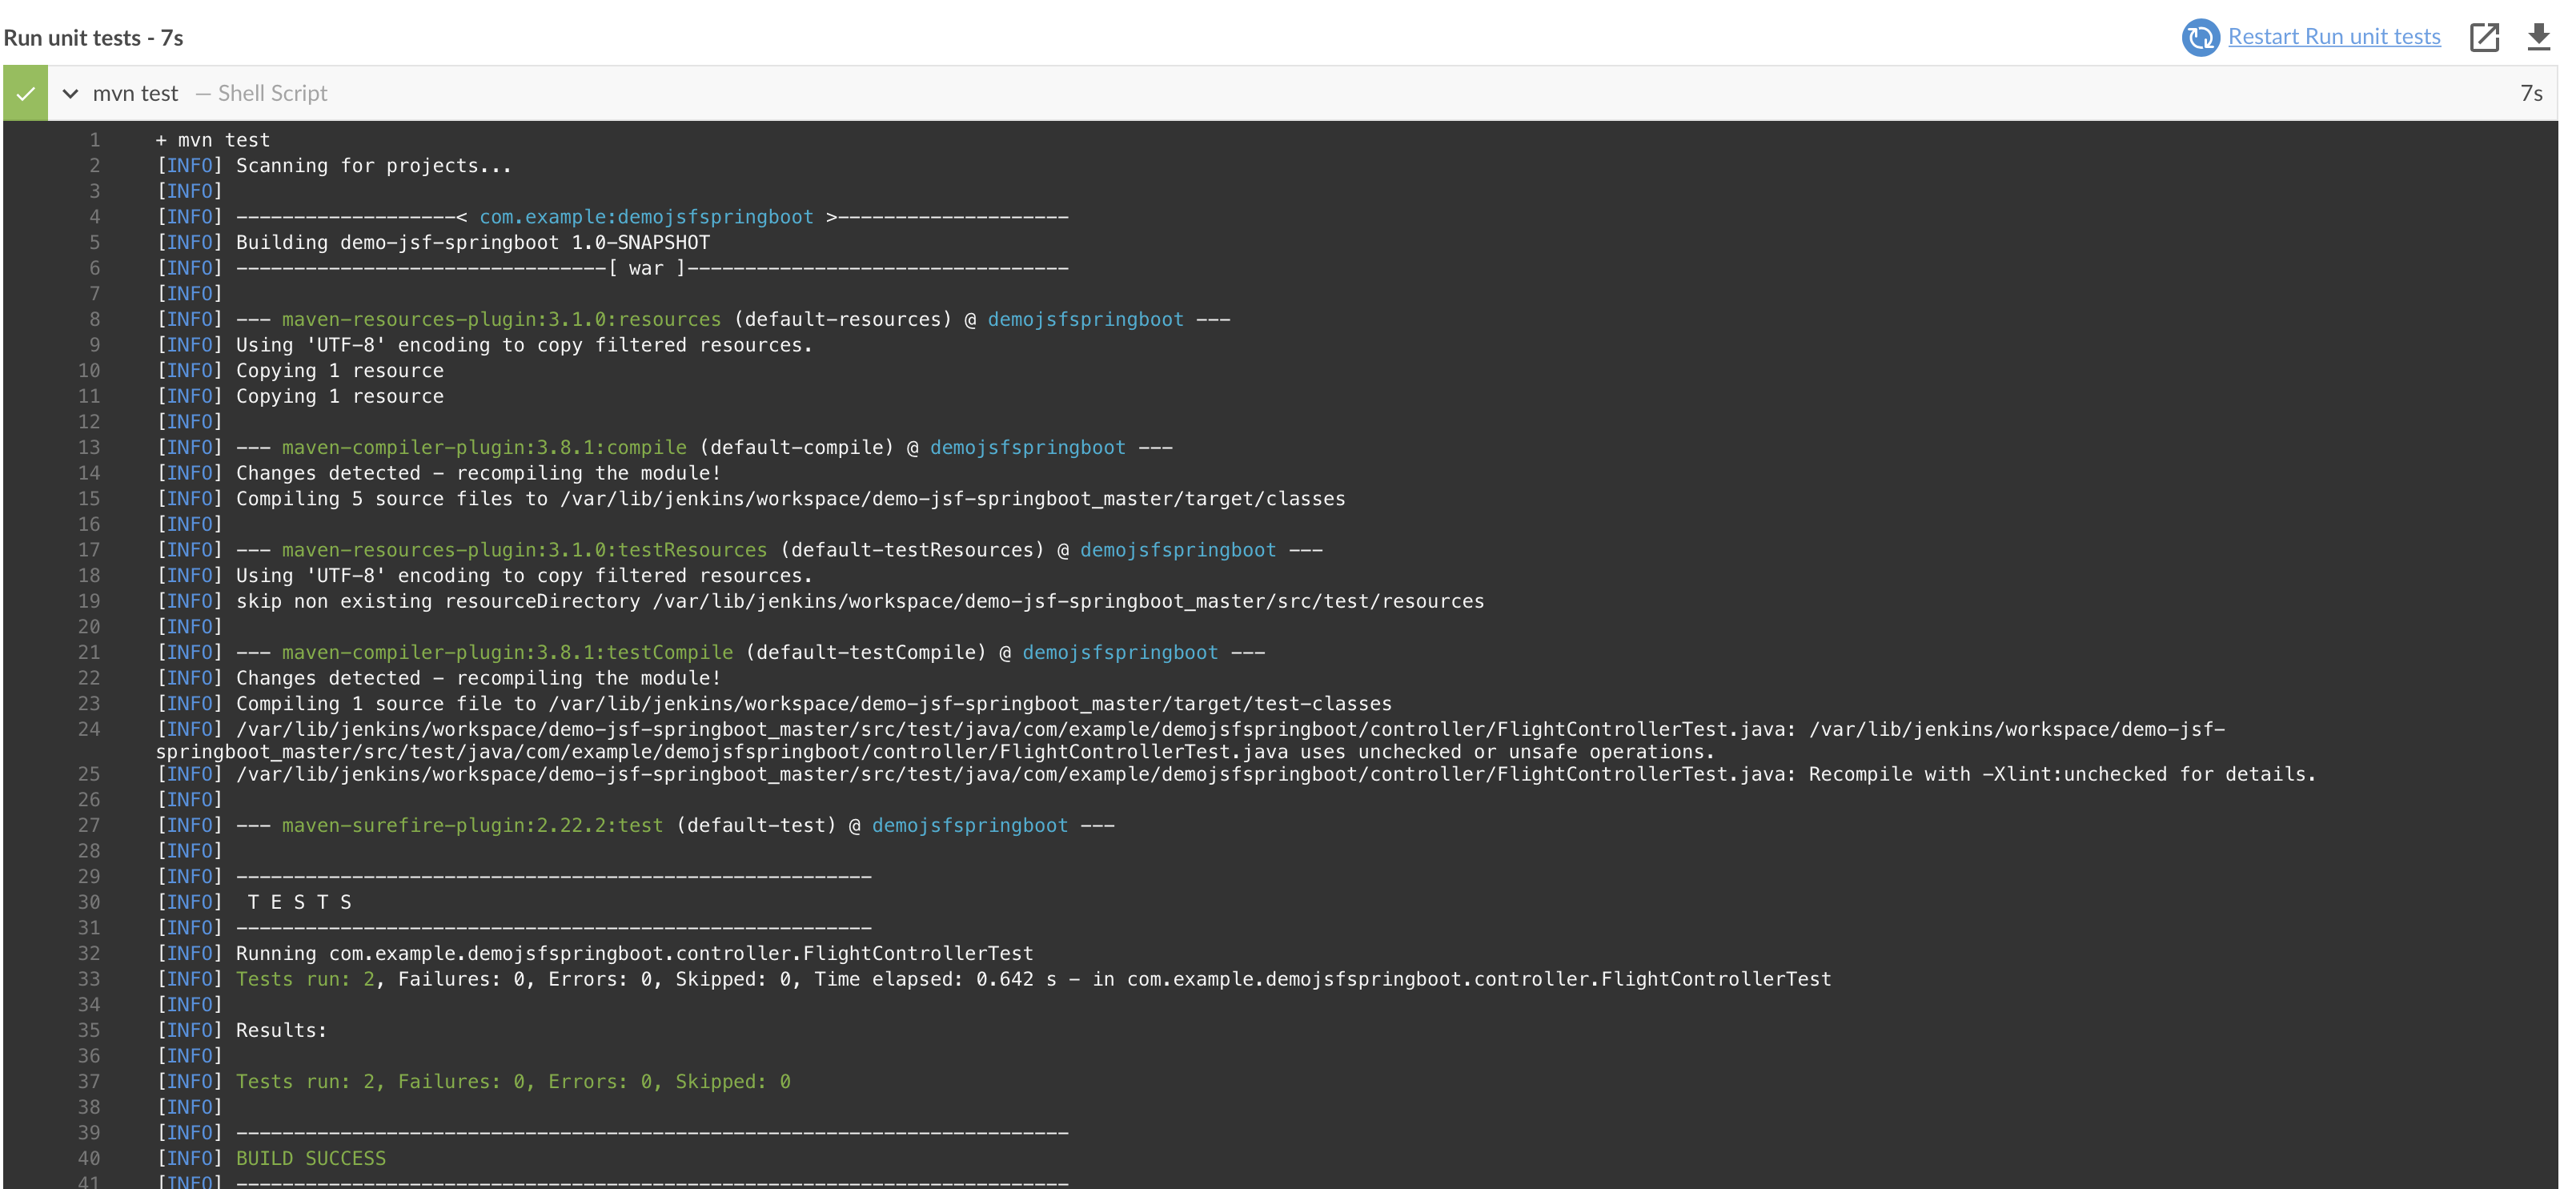 Run unit tests - 7s
Restart Run unit tests
mvn test — Shell Script 7s
1 + mvn test
2 [INFO] Scanning for projects...
3 [INFO]
4 [INFO] -------------------< com.example:demojsfspringboot >--------------------
5 [INFO] Building demo-jsf-springboot 1.0-SNAPSHOT
6 [INFO] --------------------------------[ war ]---------------------------------
7 [INFO]
8 [INFO] --- maven-resources-plugin:3.1.0:resources (default-resources) @ demojsfspringboot ---
9 [INFO] Using 'UTF-8' encoding to copy filtered resources.
10 [INFO] Copying 1 resource
11 [INFO] Copying 1 resource
12 [INFO]
13 [INFO] --- maven-compiler-plugin:3.8.1:compile (default-compile) @ demojsfspringboot ---
14 [INFO] Changes detected - recompiling the module!
15 [INFO] Compiling 5 source files to /var/lib/jenkins/workspace/demo-jsf-springboot_master/target/classes
16 [INFO]
17 [INFO] --- maven-resources-plugin:3.1.0:testResources (default-testResources) @ demojsfspringboot ---
18 [INFO] Using 'UTF-8' encoding to copy filtered resources.
19 [INFO] skip non existing resourceDirectory /var/lib/jenkins/workspace/demo-jsf-springboot_master/src/test/resources
20 [INFO]
21 [INFO] --- maven-compiler-plugin:3.8.1:testCompile (default-testCompile) @ demojsfspringboot ---
22 [INFO] Changes detected - recompiling the module!
23 [INFO] Compiling 1 source file to /var/lib/jenkins/workspace/demo-jsf-springboot_master/target/test-classes
24 [INFO] /var/lib/jenkins/workspace/demo-jsf-springboot_master/src/test/java/com/example/demojsfspringboot/controller/FlightControllerTest.java: /var/lib/jenkins/workspace/demo-jsf-
springboot_master/src/test/java/com/example/demojsfspringboot/controller/FlightControllerTest.java uses unchecked or unsafe operations.
25 [INFO] /var/lib/jenkins/workspace/demo-jsf-springboot_master/src/test/java/com/example/demojsfspringboot/controller/FlightControllerTest.java: Recompile with -Xlint:unchecked for details.
26 [INFO]
27 [INFO] --- maven-surefire-plugin:2.22.2:test (default-test) @ demojsfspringboot ---
28 [INFO]
29 [INFO] -------------------------------------------------------
30 [INFO]  T E S T S
31 [INFO] -------------------------------------------------------
32 [INFO] Running com.example.demojsfspringboot.controller.FlightControllerTest
33 [INFO] Tests run: 2, Failures: 0, Errors: 0, Skipped: 0, Time elapsed: 0.642 s - in com.example.demojsfspringboot.controller.FlightControllerTest
34 [INFO]
35 [INFO] Results:
36 [INFO]
37 [INFO] Tests run: 2, Failures: 0, Errors: 0, Skipped: 0
38 [INFO]
39 [INFO] ------------------------------------------------------------------------
40 [INFO] BUILD SUCCESS
41 [INFO] ------------------------------------------------------------------------